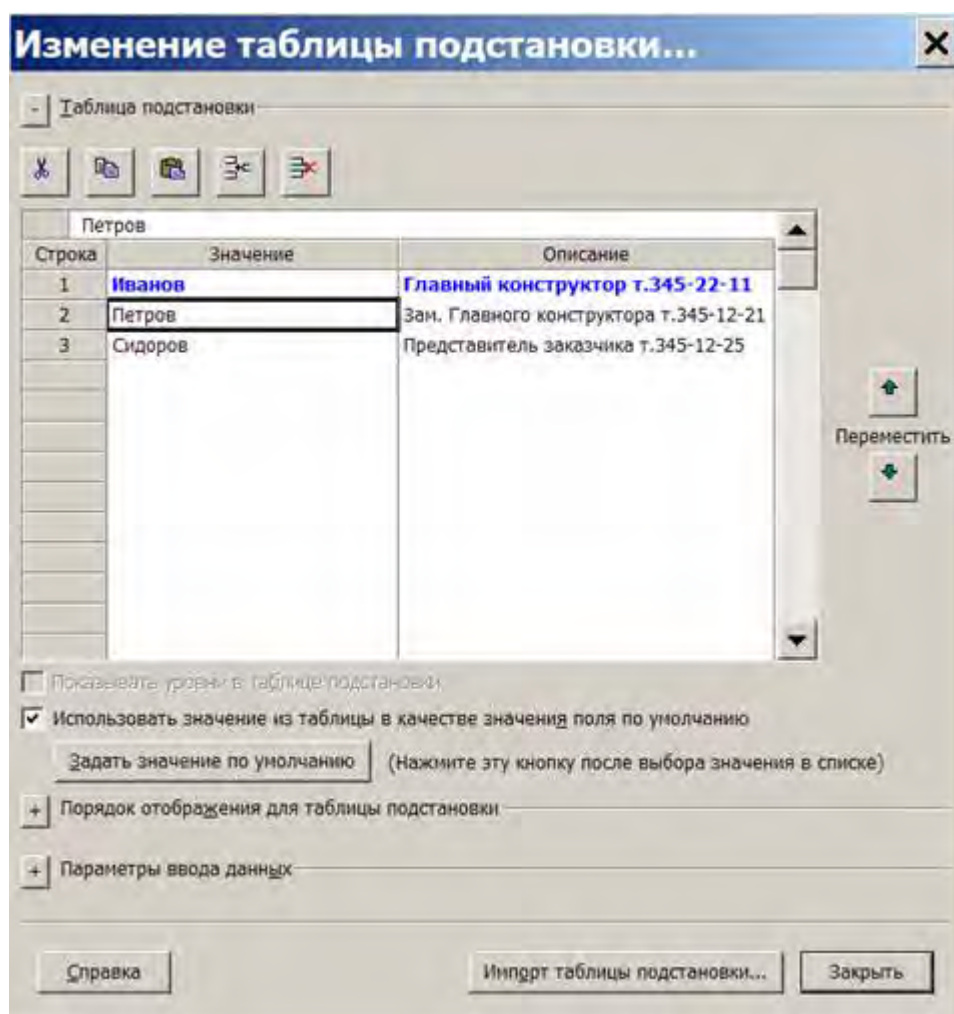 Изменение таблицы подстановки...
- Таблица подстановки
Петров
Строка Значение Описание
1 Иванов Главный конструктор т.345-22-11
2 Петров Зам. Главного конструктора т.345-12-21
3 Сидоров Представитель заказчика т.345-12-25
Переместить
Показывать уровни в таблице подстановки
Использовать значение из таблицы в качестве значения поля по умолчанию
Задать значение по умолчанию (Нажмите эту кнопку после выбора значения в списке)
+ Порядок отображения для таблицы подстановки
+ Параметры ввода данных
Справка Импорт таблицы подстановки... Закрыть